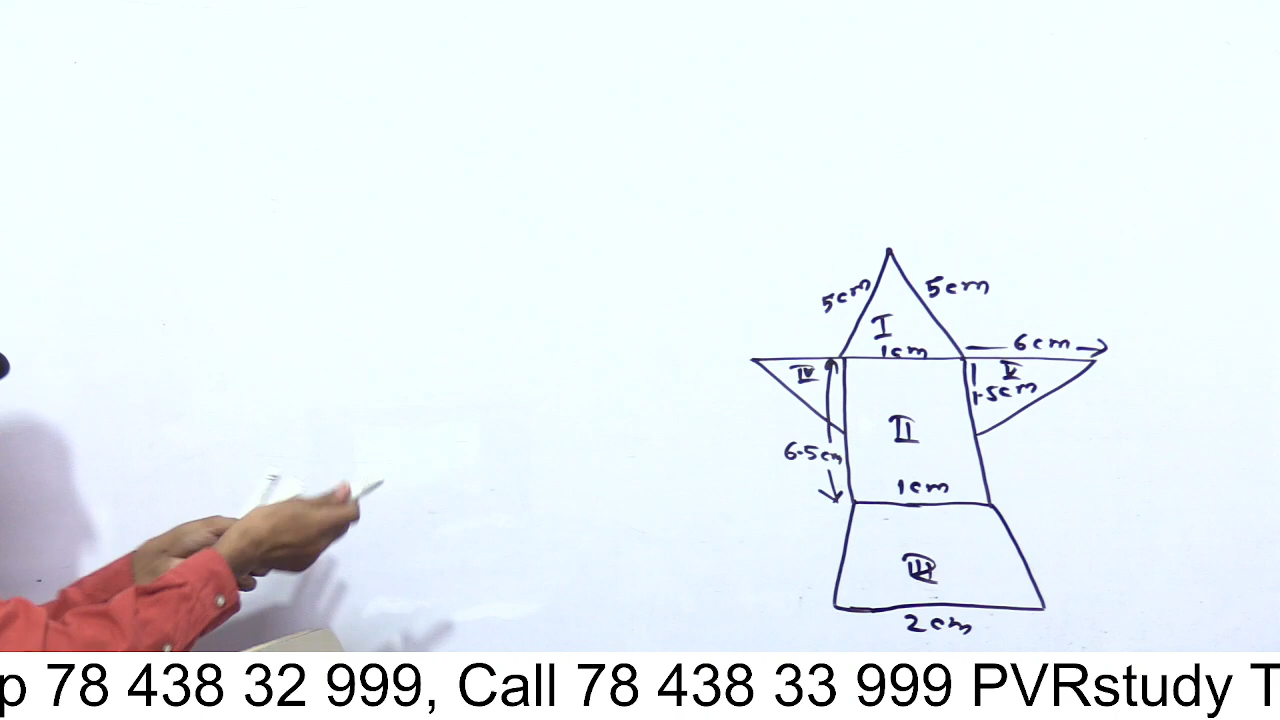 5cm 5cm
I
1cm
6cm
IV
V
1.5cm
II
6.5cm
1cm
III
2cm
p 78 438 32 999, Call 78 438 33 999 PVRstudy T